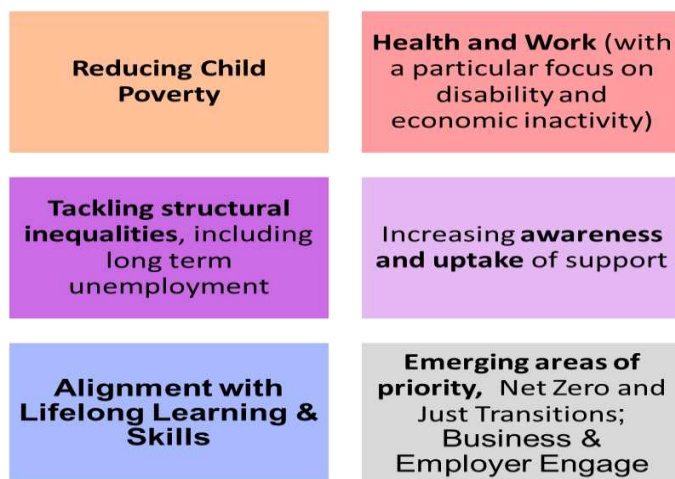 Reducing Child
Poverty
Health and Work (with
a particular focus on
disability and
economic inactivity)
Tackling structural
inequalities, including
long term
unemployment
Increasing awareness
and uptake of support
Alignment with
Lifelong Learning &
Skills
Emerging areas of
priority, Net Zero and
Just Transitions;
Business &
Employer Engage